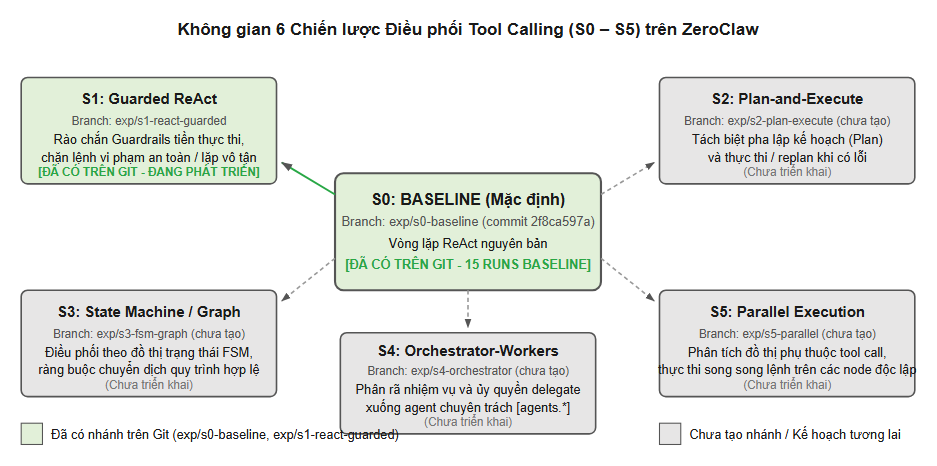 Không gian 6 Chiến lược Điều phối Tool Calling (S0 – S5) trên ZeroClaw
S1: Guarded ReAct
Branch: exp/s1-react-guarded
Rào chắn Guardrails tiền thực thi,
chặn lệnh vi phạm an toàn / lặp vô tận
[ĐÃ CÓ TRÊN GIT - ĐANG PHÁT TRIỂN]
S2: Plan-and-Execute
Branch: exp/s2-plan-execute (chưa tạo)
Tách biệt pha lập kế hoạch (Plan)
và thực thi / replan khi có lỗi
(Chưa triển khai)
S0: BASELINE (Mặc định)
Branch: exp/s0-baseline (commit 2f8ca597a)
Vòng lặp ReAct nguyên bản
[ĐÃ CÓ TRÊN GIT - 15 RUNS BASELINE]
S3: State Machine / Graph
Branch: exp/s3-fsm-graph (chưa tạo)
Điều phối theo đồ thị trạng thái FSM,
ràng buộc chuyển dịch quy trình hợp lệ
(Chưa triển khai)
S4: Orchestrator-Workers
Branch: exp/s4-orchestrator (chưa tạo)
Phân rã nhiệm vụ và ủy quyền delegate
xuống agent chuyên trách [agents.*]
(Chưa triển khai)
S5: Parallel Execution
Branch: exp/s5-parallel (chưa tạo)
Phân tích đồ thị phụ thuộc tool call,
thực thi song song lệnh trên các node độc lập
(Chưa triển khai)
Đã có nhánh trên Git (exp/s0-baseline, exp/s1-react-guarded)
Chưa tạo nhánh / Kế hoạch tương lai